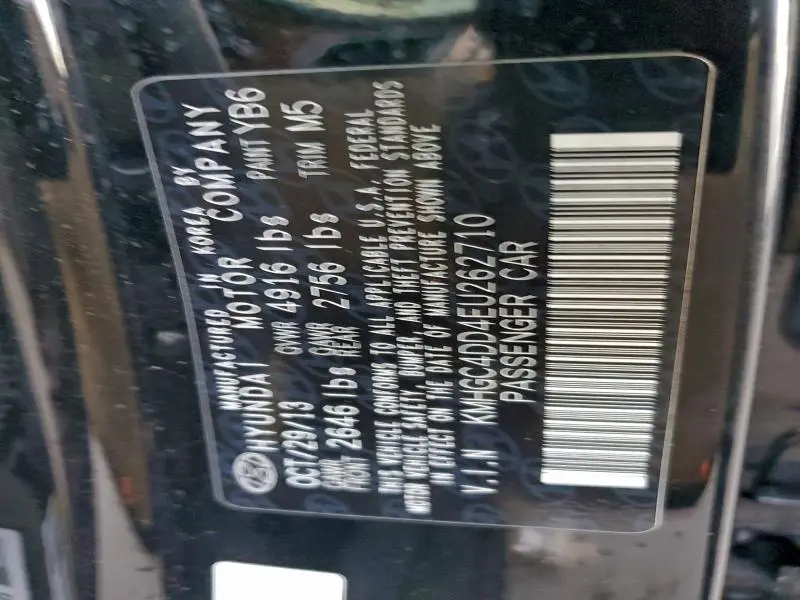 MANUFACTURED IN KOREA BY
HYUNDAI MOTOR COMPANY
OCT/29/13 GVWR 4916 lbs PAINT YB6
GAWR FRONT 2646 lbs GAWR REAR 2756 lbs TRIM M5
THIS VEHICLE CONFORMS TO ALL APPLICABLE U.S.A. FEDERAL
MOTOR VEHICLE SAFETY, BUMPER, AND THEFT PREVENTION STANDARDS
IN EFFECT ON THE DATE OF MANUFACTURE SHOWN ABOVE
V.I.N KMHGC4DD4EU262710
PASSENGER CAR